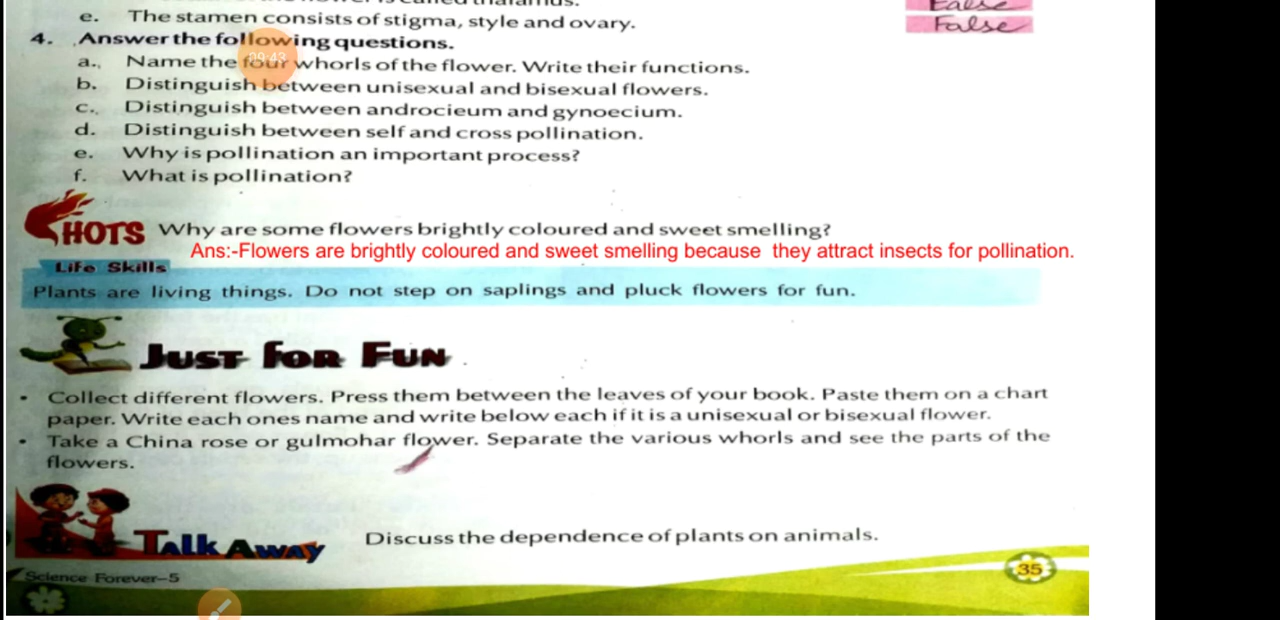 e. The stamen consists of stigma, style and ovary. False
4. Answer the following questions.
09:43
a. Name the four whorls of the flower. Write their functions.
b. Distinguish between unisexual and bisexual flowers.
c. Distinguish between androcieum and gynoecium.
d. Distinguish between self and cross pollination.
e. Why is pollination an important process?
f. What is pollination?
HOTS Why are some flowers brightly coloured and sweet smelling?
Ans:-Flowers are brightly coloured and sweet smelling because they attract insects for pollination.
Life Skills
Plants are living things. Do not step on saplings and pluck flowers for fun.
JUST FOR FUN
• Collect different flowers. Press them between the leaves of your book. Paste them on a chart
paper. Write each ones name and write below each if it is a unisexual or bisexual flower.
• Take a China rose or gulmohar flower. Separate the various whorls and see the parts of the
flowers.
TALK AWAY Discuss the dependence of plants on animals.
Science Forever–5 35